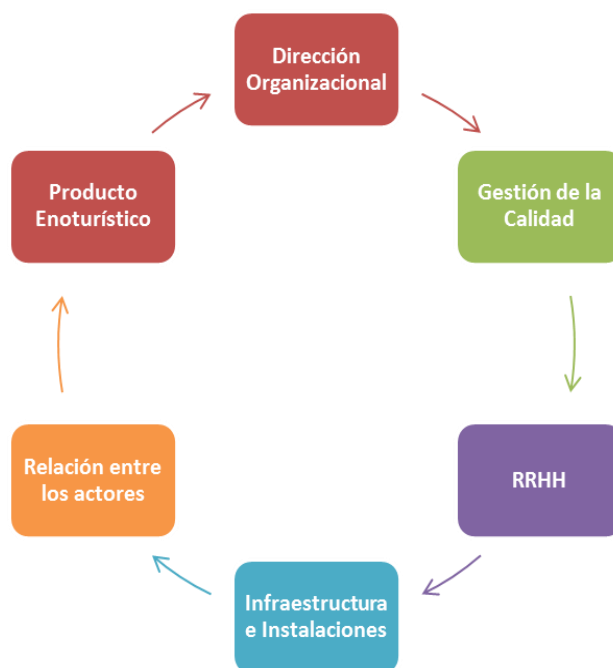 Dirección
Organizacional
Gestión de la
Calidad
RRHH
Infraestructura
e Instalaciones
Relación entre
los actores
Producto
Enoturístico